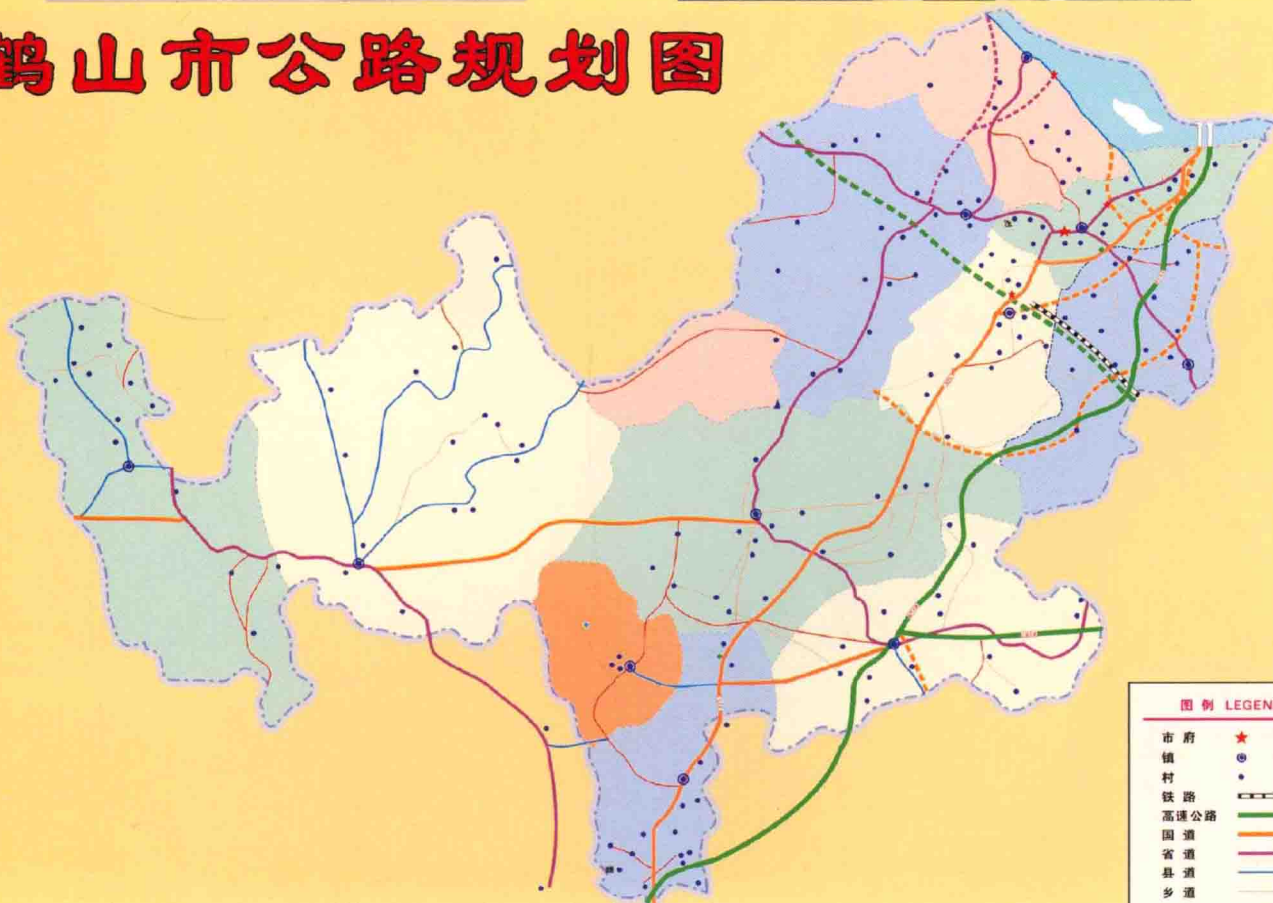 鹤山市公路规划图
图 例 LEGEN
市 府
镇
村
铁 路
高速公路
国 道
省 道
县 道
乡 道